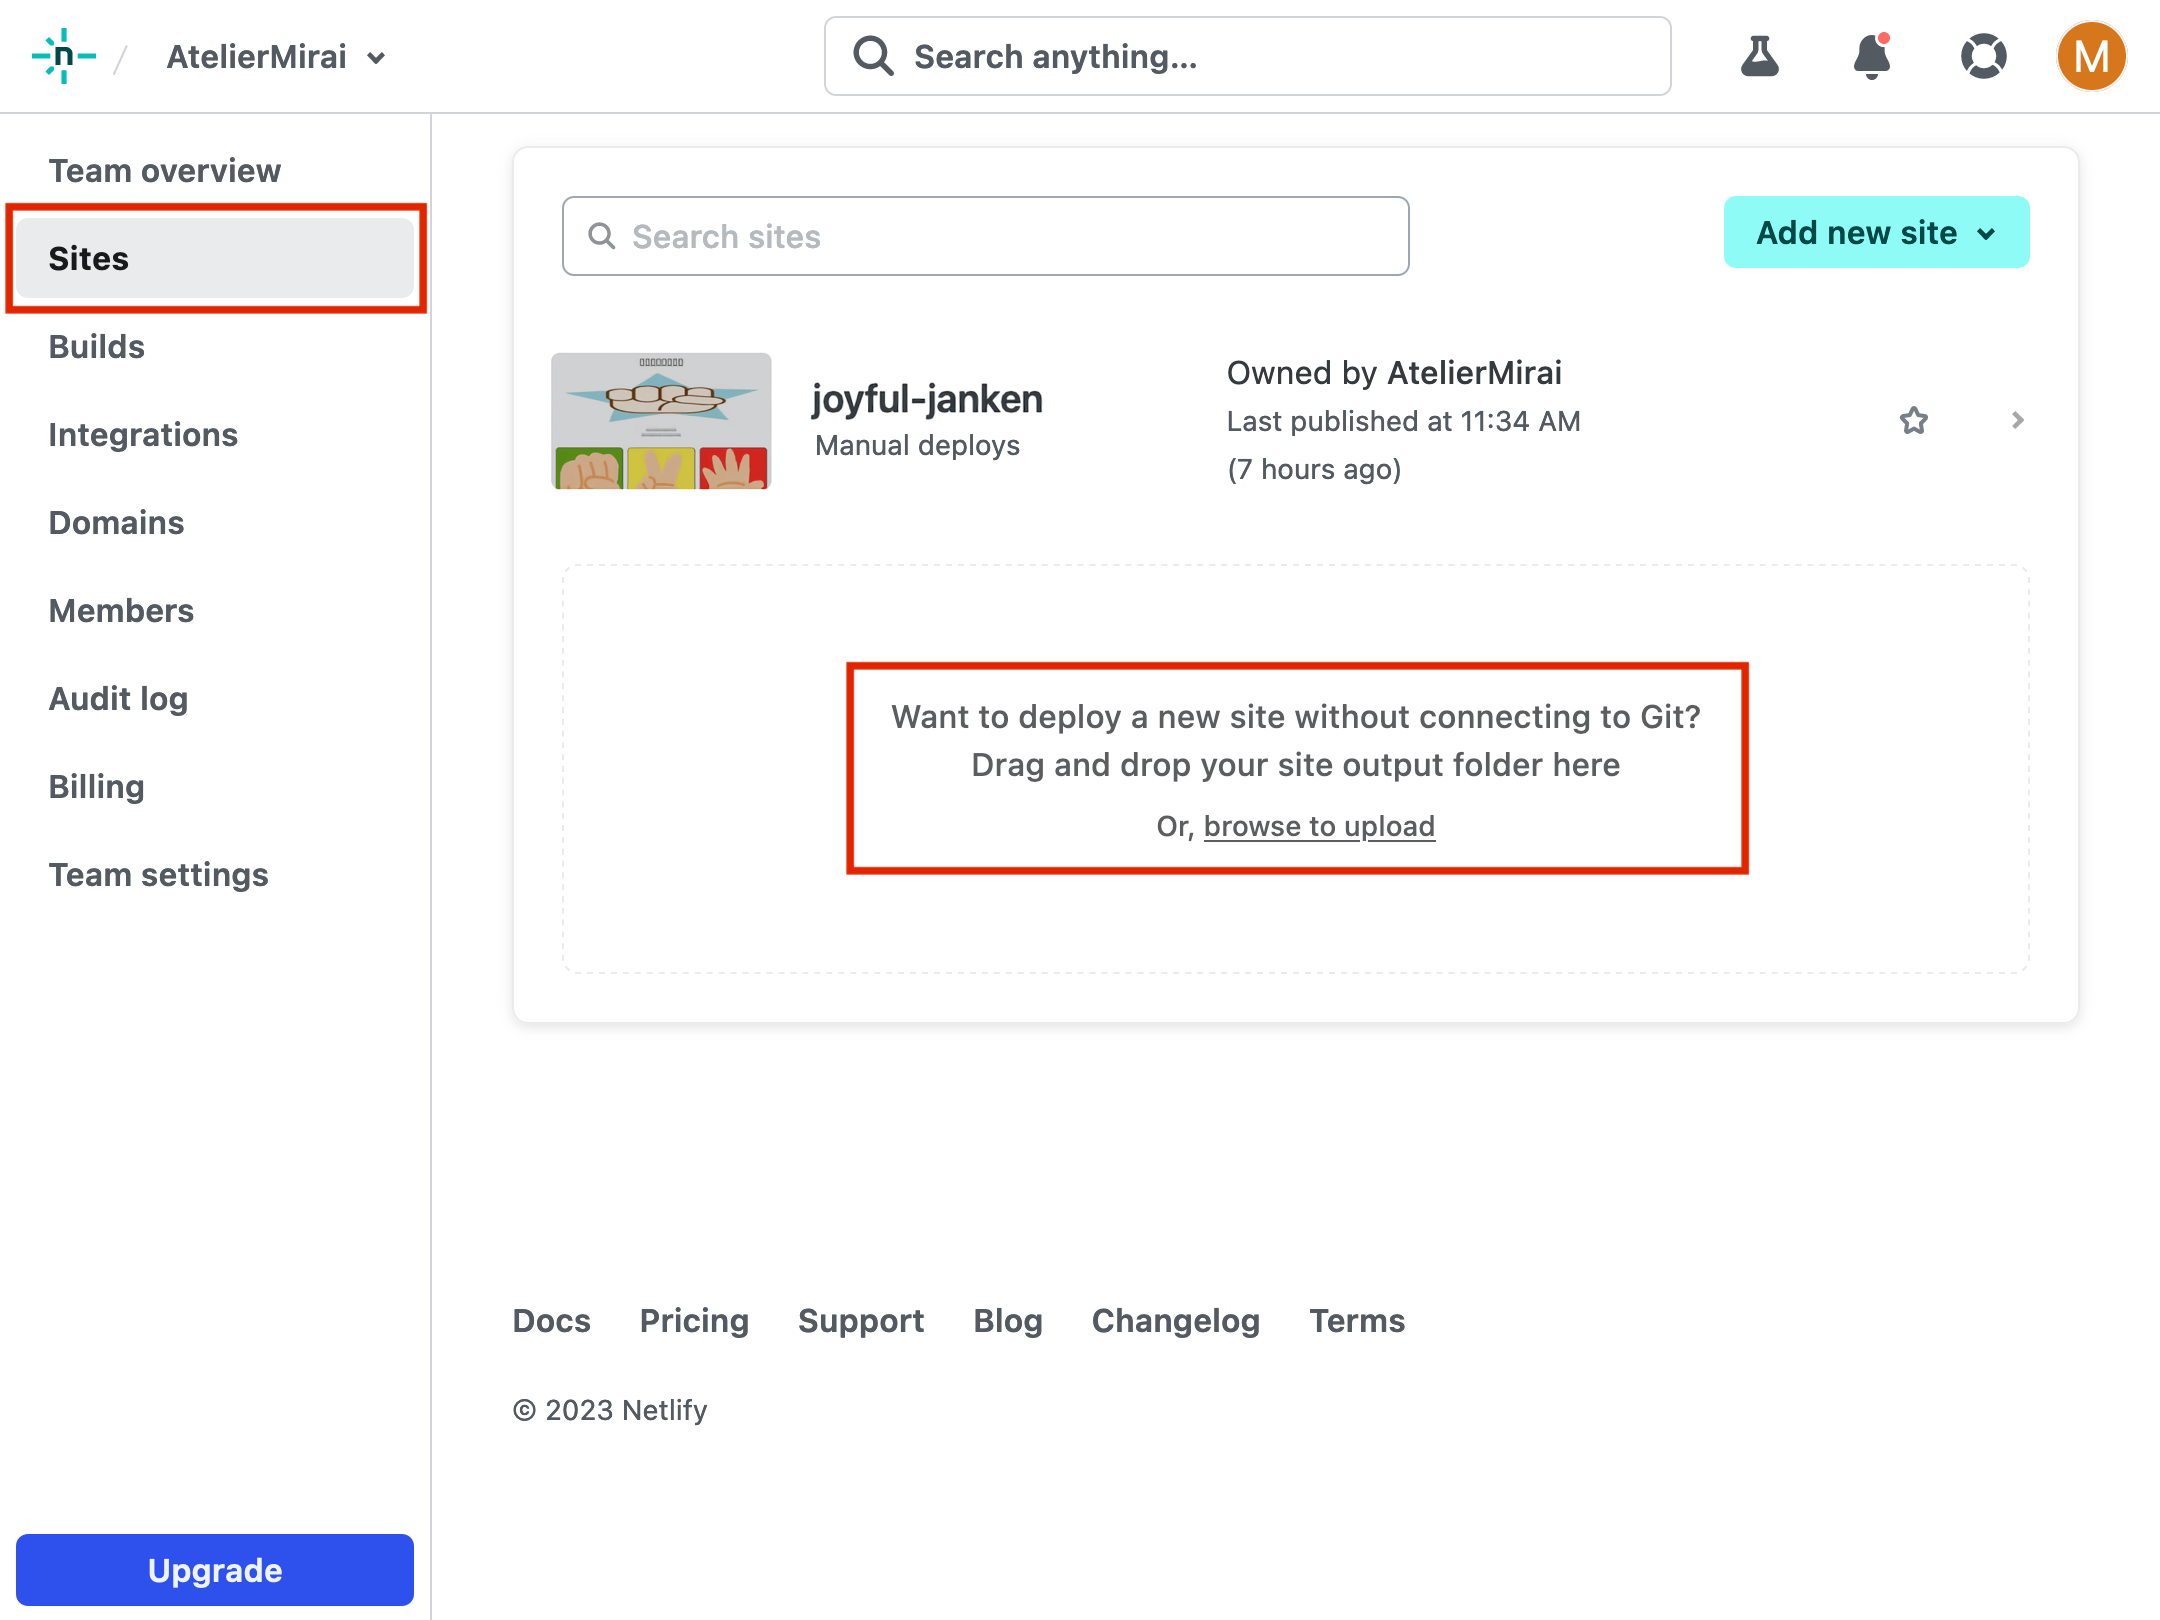 n / AtelierMirai
Search anything...
M
Team overview
Sites
Builds
Integrations
Domains
Members
Audit log
Billing
Team settings
Upgrade
Search sites
Add new site
joyful-janken
Manual deploys
Owned by AtelierMirai
Last published at 11:34 AM
(7 hours ago)
Want to deploy a new site without connecting to Git?
Drag and drop your site output folder here
Or, browse to upload
Docs Pricing Support Blog Changelog Terms
© 2023 Netlify